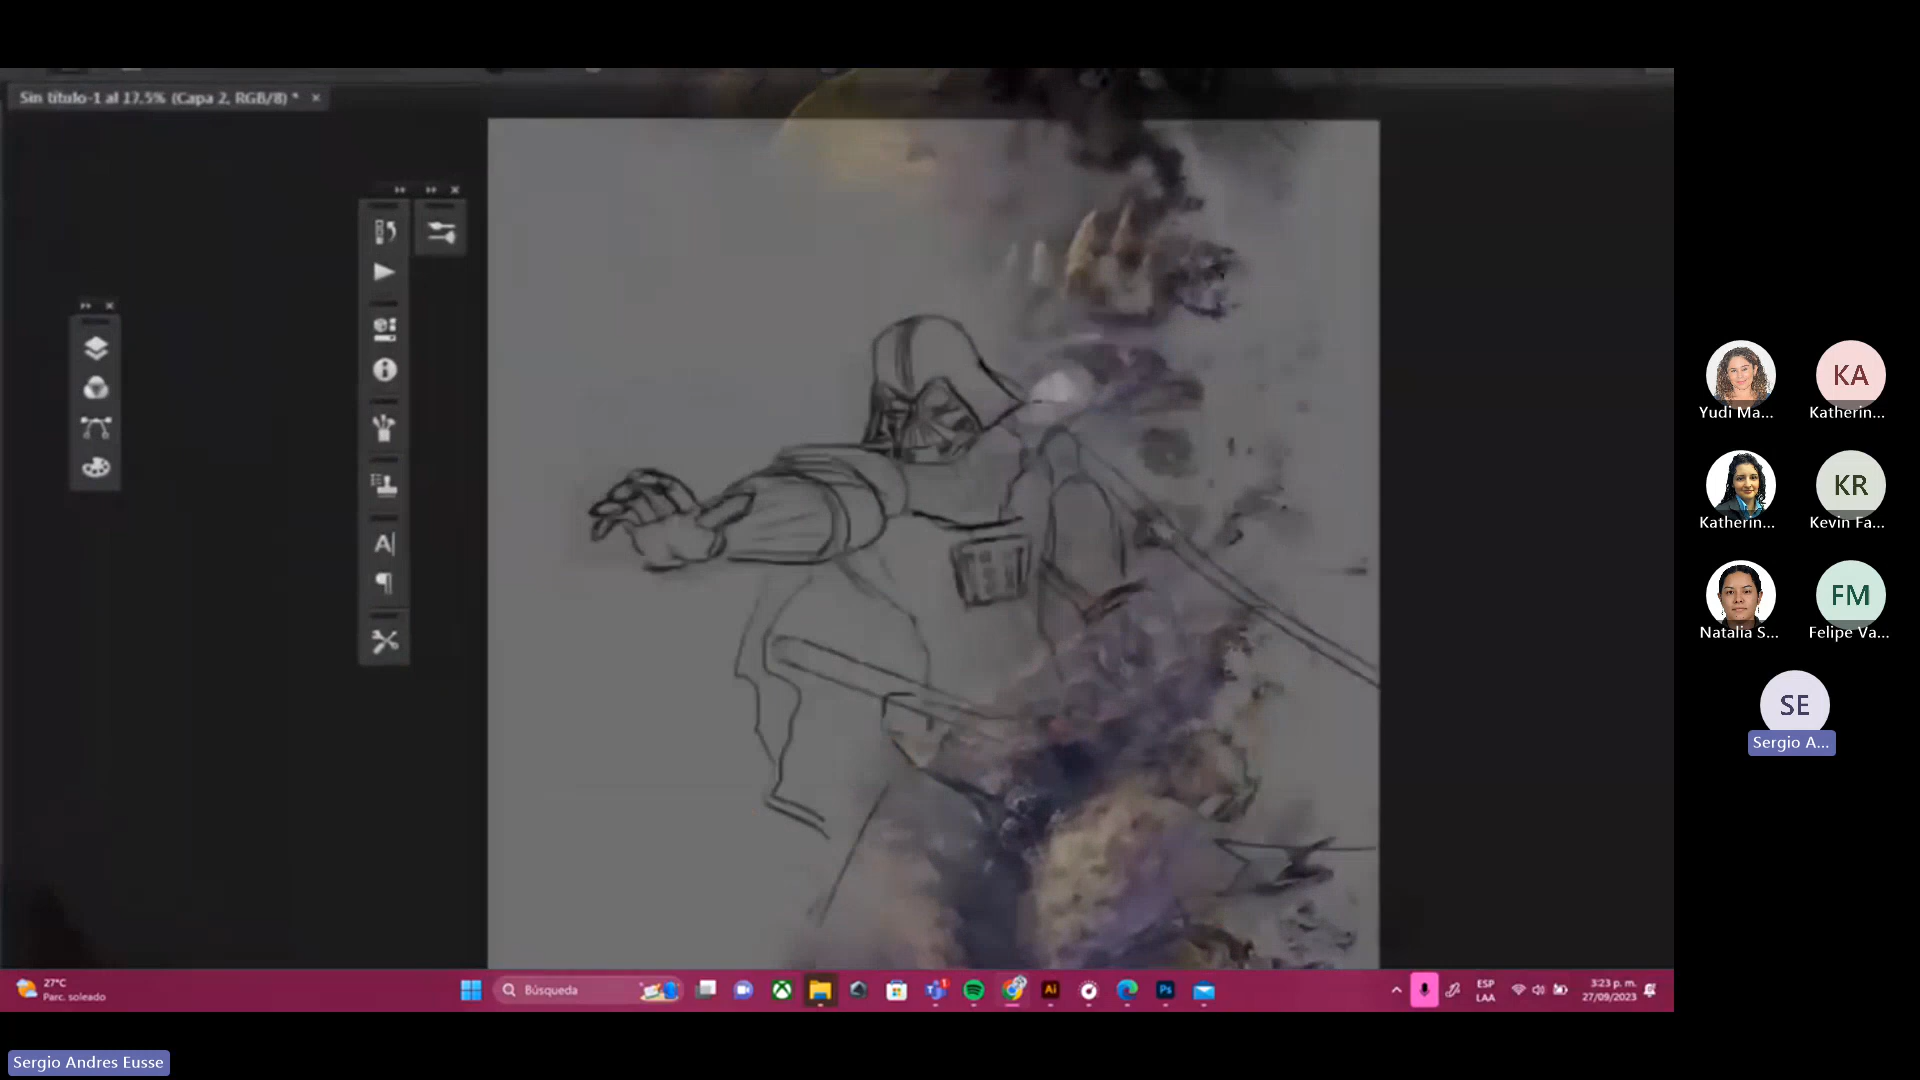 Sin título-1 al 17.5% (Capa 2, RGB/8) * ×
A|
KA
Yudi Ma...
Katherin...
KR
Katherin...
Kevin Fa...
FM
Natalia S...
Felipe Va...
SE
Sergio A...
27°C
Parc. soleado
Búsqueda
Ai
Ps
ESP
LAA
3:23 p. m.
27/09/2023
Sergio Andres Eusse